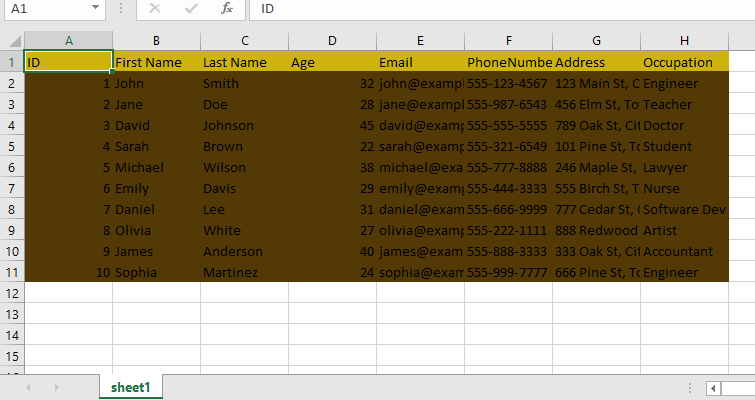 A1 fx ID
A B C D E F G H
1 ID First Name Last Name Age Email PhoneNumbe Address Occupation
2 1 John Smith 32 john@exampl 555-123-4567 123 Main St, C Engineer
3 2 Jane Doe 28 jane@examp 555-987-6543 456 Elm St, To Teacher
4 3 David Johnson 45 david@examp 555-555-5555 789 Oak St, Cit Doctor
5 4 Sarah Brown 22 sarah@examp 555-321-6549 101 Pine St, To Student
6 5 Michael Wilson 38 michael@exa 555-777-8888 246 Maple St, Lawyer
7 6 Emily Davis 29 emily@examp 555-444-3333 555 Birch St, T Nurse
8 7 Daniel Lee 31 daniel@exam 555-666-9999 777 Cedar St, Software Dev
9 8 Olivia White 27 olivia@examp 555-222-1111 888 Redwood Artist
10 9 James Anderson 40 james@exam 555-888-3333 333 Oak St, Cit Accountant
11 10 Sophia Martinez 24 sophia@exam 555-999-7777 666 Pine St, To Engineer
12
13
14
15
sheet1